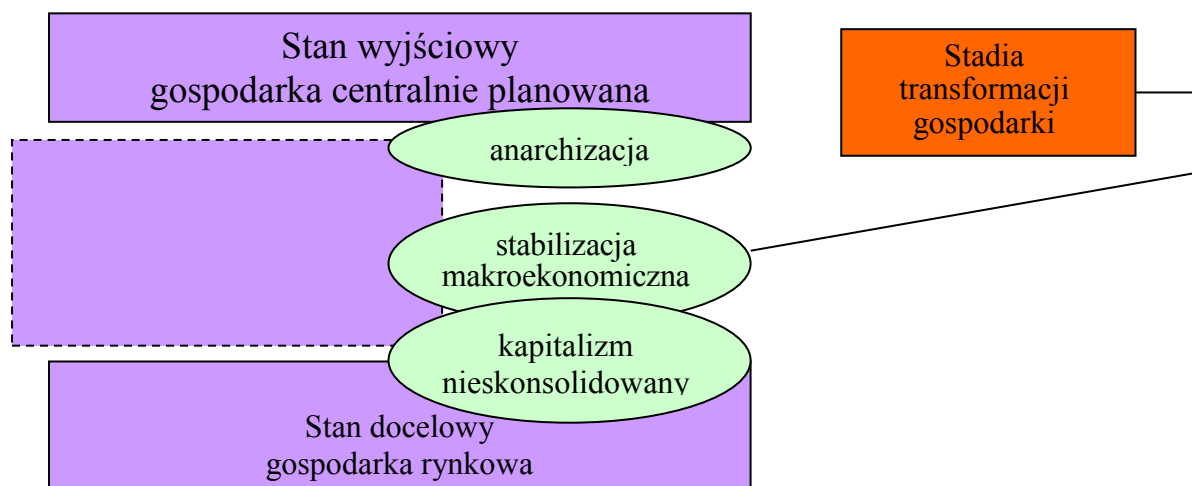 Stan wyjściowy
gospodarka centralnie planowana
Stadia
transformacji
gospodarki
anarchizacja
stabilizacja
makroekonomiczna
kapitalizm
nieskonsolidowany
Stan docelowy
gospodarka rynkowa